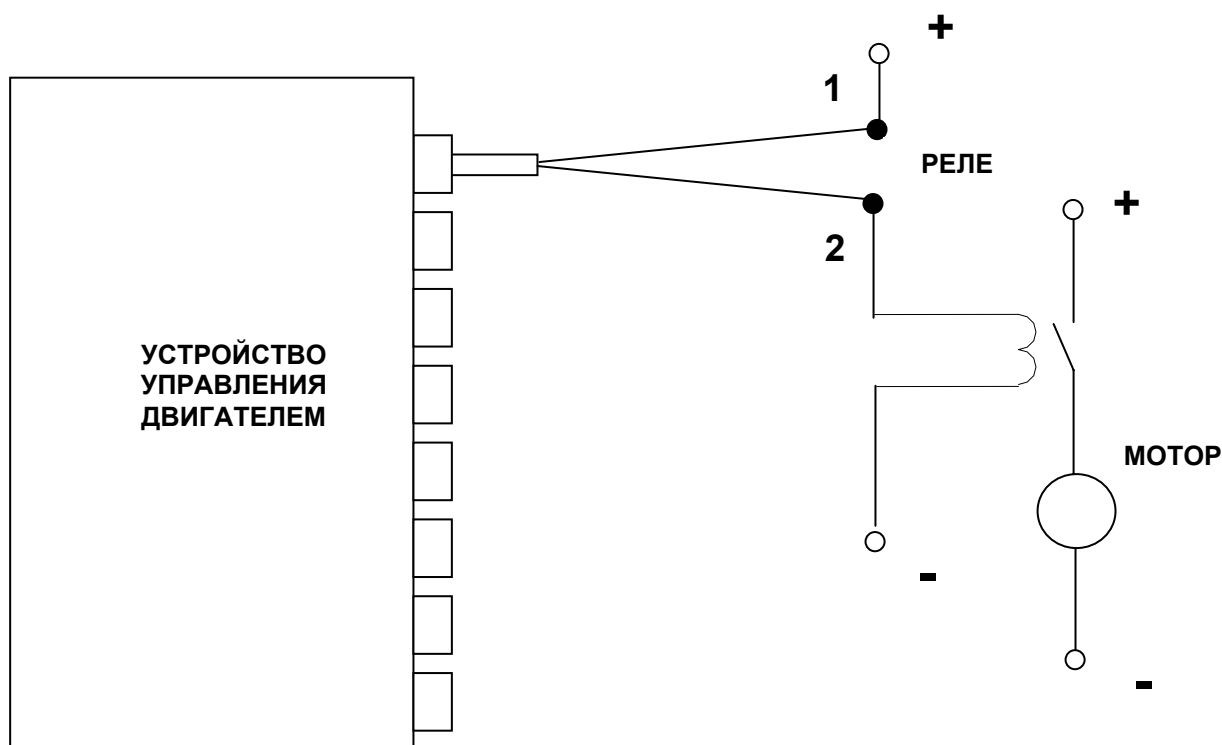 +
1
РЕЛЕ
+
2
УСТРОЙСТВО
УПРАВЛЕНИЯ
ДВИГАТЕЛЕМ
МОТОР
-
-